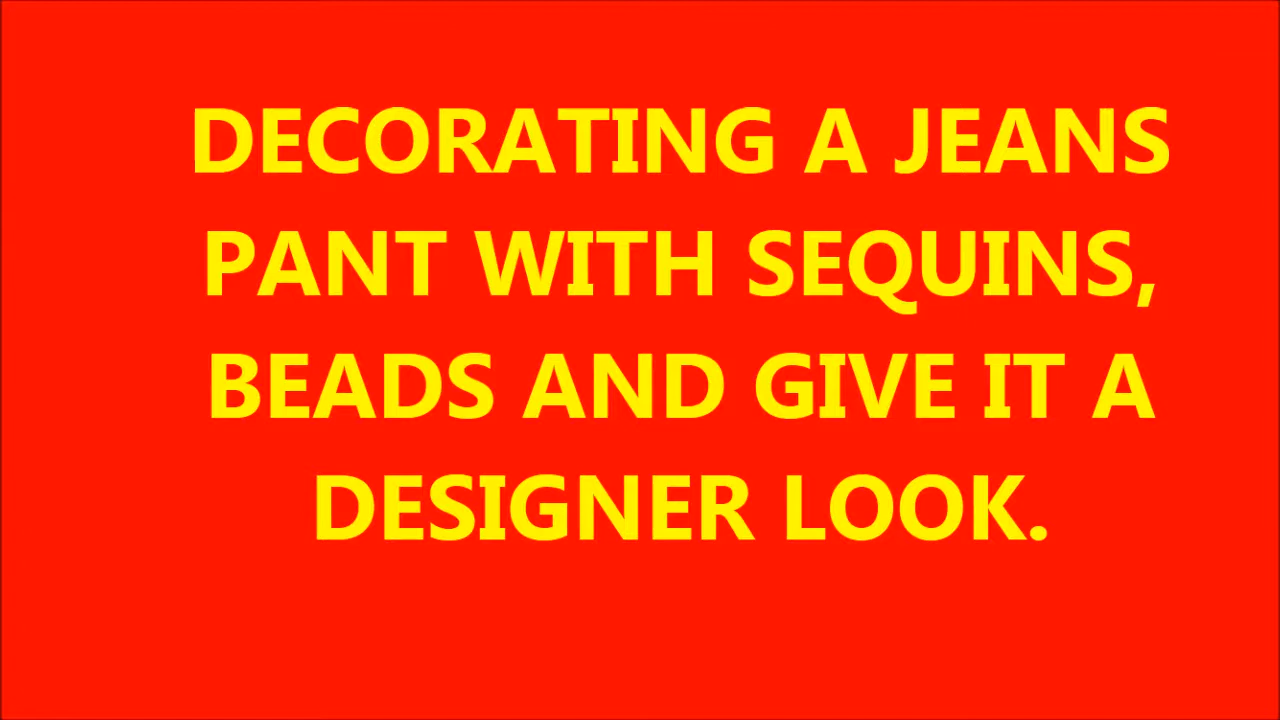 DECORATING A JEANS
PANT WITH SEQUINS,
BEADS AND GIVE IT A
DESIGNER LOOK.